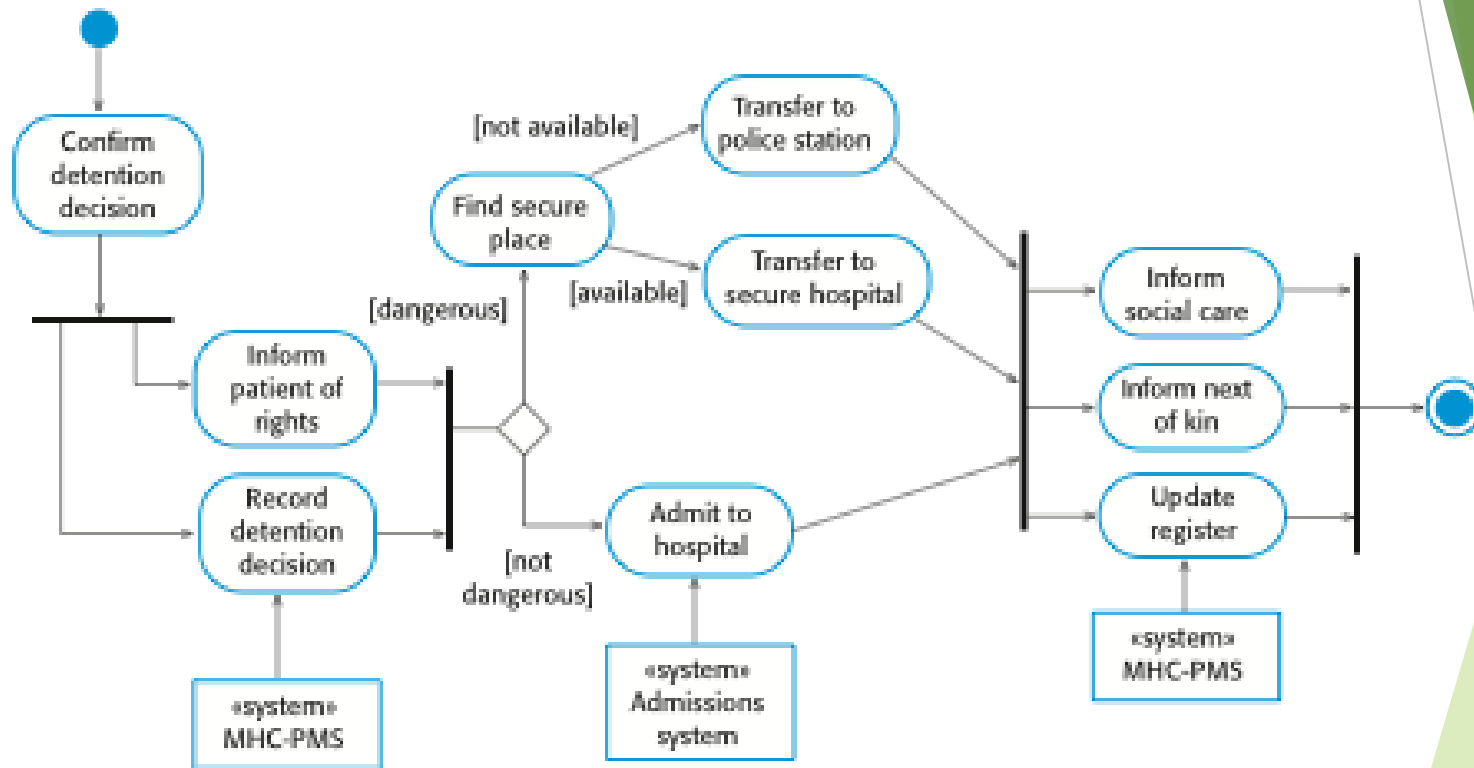 Confirm
detention
decision
Inform
patient of
rights
Record
detention
decision
«system»
MHC-PMS
[dangerous]
[not
dangerous]
Find secure
place
[not available]
[available]
Transfer to
police station
Transfer to
secure hospital
Admit to
hospital
«system»
Admissions
system
Inform
social care
Inform next
of kin
Update
register
«system»
MHC-PMS